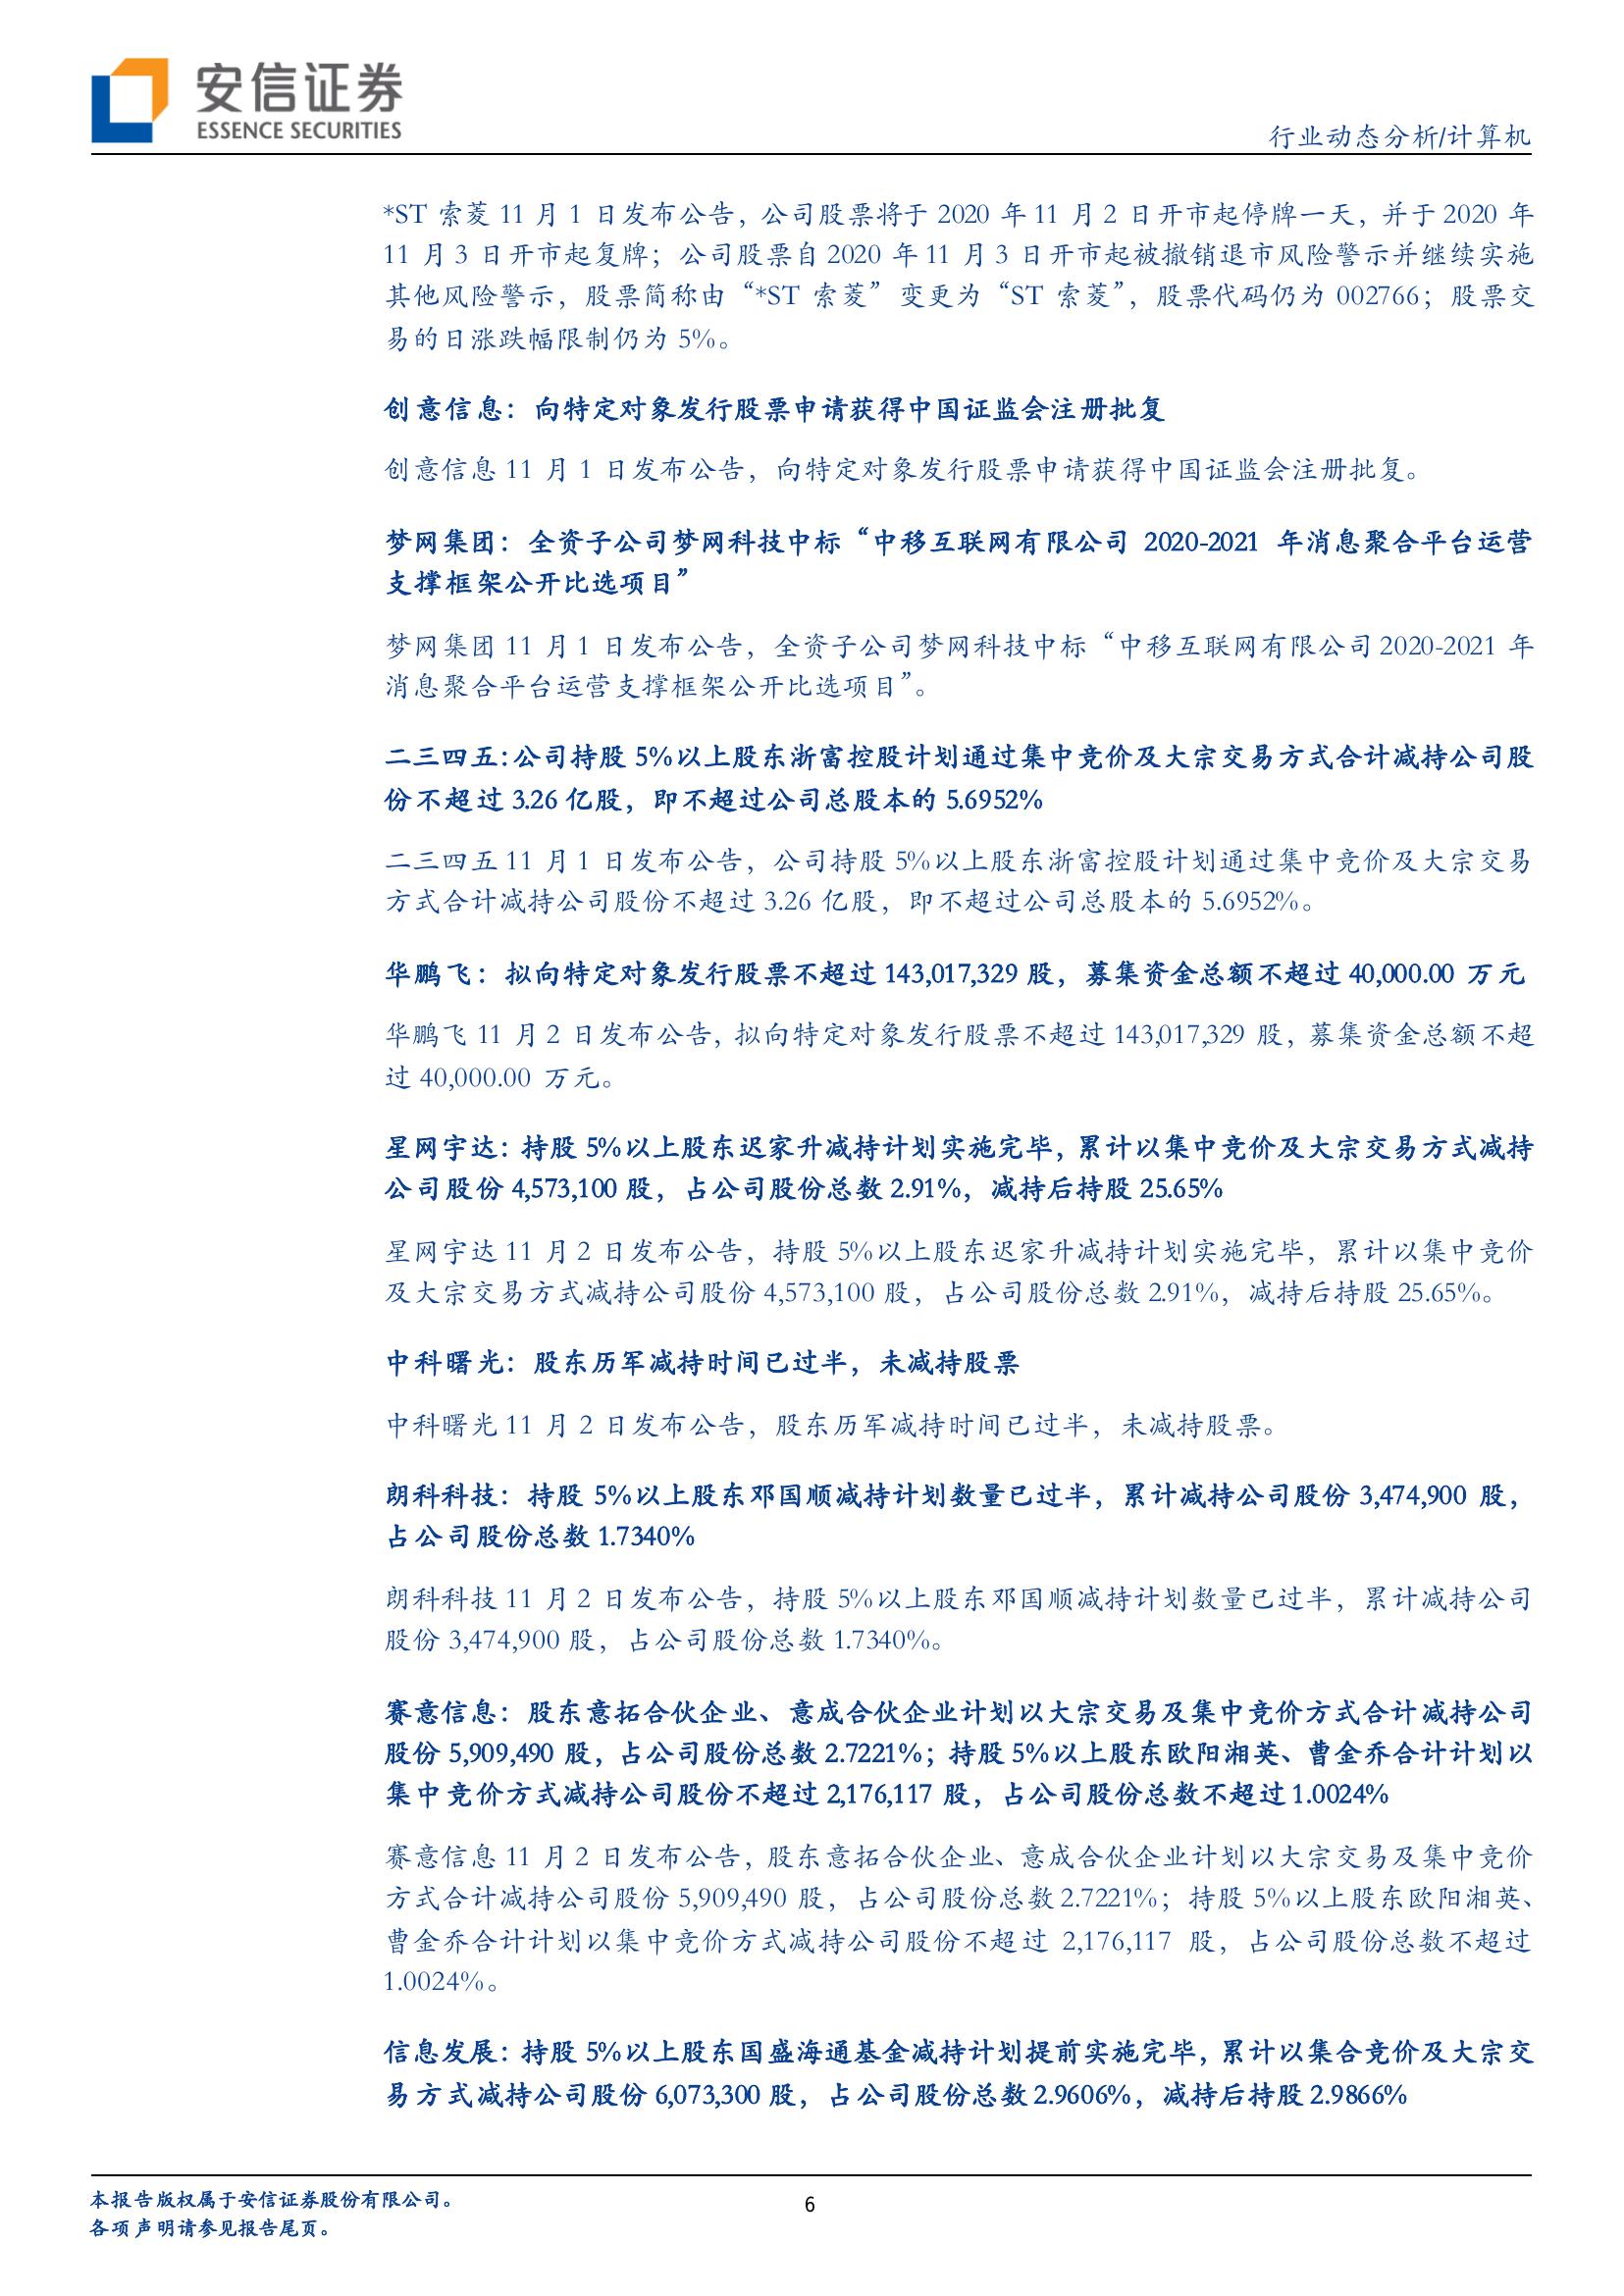 安信证券
ESSENCE SECURITIES
行业动态分析/计算机
*ST 索菱 11 月 1 日发布公告，公司股票将于 2020 年 11 月 2 日开市起停牌一天，并于 2020 年
11 月 3 日开市起复牌；公司股票自 2020 年 11 月 3 日开市起被撤销退市风险警示并继续实施
其他风险警示，股票简称由“*ST 索菱”变更为“ST 索菱”，股票代码仍为 002766；股票交
易的日涨跌幅限制仍为 5%。
创意信息：向特定对象发行股票申请获得中国证监会注册批复
创意信息 11 月 1 日发布公告，向特定对象发行股票申请获得中国证监会注册批复。
梦网集团：全资子公司梦网科技中标“中移互联网有限公司 2020-2021 年消息聚合平台运营
支撑框架公开比选项目”
梦网集团 11 月 1 日发布公告，全资子公司梦网科技中标“中移互联网有限公司 2020-2021 年
消息聚合平台运营支撑框架公开比选项目”。
二三四五：公司持股 5%以上股东浙富控股计划通过集中竞价及大宗交易方式合计减持公司股
份不超过 3.26 亿股，即不超过公司总股本的 5.6952%
二三四五 11 月 1 日发布公告，公司持股 5%以上股东浙富控股计划通过集中竞价及大宗交易
方式合计减持公司股份不超过 3.26 亿股，即不超过公司总股本的 5.6952%。
华鹏飞：拟向特定对象发行股票不超过 143,017,329 股，募集资金总额不超过 40,000.00 万元
华鹏飞 11 月 2 日发布公告，拟向特定对象发行股票不超过 143,017,329 股，募集资金总额不超
过 40,000.00 万元。
星网宇达：持股 5%以上股东迟家升减持计划实施完毕，累计以集中竞价及大宗交易方式减持
公司股份 4,573,100 股，占公司股份总数 2.91%，减持后持股 25.65%
星网宇达 11 月 2 日发布公告，持股 5%以上股东迟家升减持计划实施完毕，累计以集中竞价
及大宗交易方式减持公司股份 4,573,100 股，占公司股份总数 2.91%，减持后持股 25.65%。
中科曙光：股东历军减持时间已过半，未减持股票
中科曙光 11 月 2 日发布公告，股东历军减持时间已过半，未减持股票。
朗科科技：持股 5%以上股东邓国顺减持计划数量已过半，累计减持公司股份 3,474,900 股，
占公司股份总数 1.7340%
朗科科技 11 月 2 日发布公告，持股 5%以上股东邓国顺减持计划数量已过半，累计减持公司
股份 3,474,900 股，占公司股份总数 1.7340%。
赛意信息：股东意拓合伙企业、意成合伙企业计划以大宗交易及集中竞价方式合计减持公司
股份 5,909,490 股，占公司股份总数 2.7221%；持股 5%以上股东欧阳湘英、曹金乔合计计划以
集中竞价方式减持公司股份不超过 2,176,117 股，占公司股份总数不超过 1.0024%
赛意信息 11 月 2 日发布公告，股东意拓合伙企业、意成合伙企业计划以大宗交易及集中竞价
方式合计减持公司股份 5,909,490 股，占公司股份总数 2.7221%；持股 5%以上股东欧阳湘英、
曹金乔合计计划以集中竞价方式减持公司股份不超过 2,176,117 股，占公司股份总数不超过
1.0024%。
信息发展：持股 5%以上股东国盛海通基金减持计划提前实施完毕，累计以集合竞价及大宗交
易方式减持公司股份 6,073,300 股，占公司股份总数 2.9606%，减持后持股 2.9866%
本报告版权属于安信证券股份有限公司。
6
各项声明请参见报告尾页。